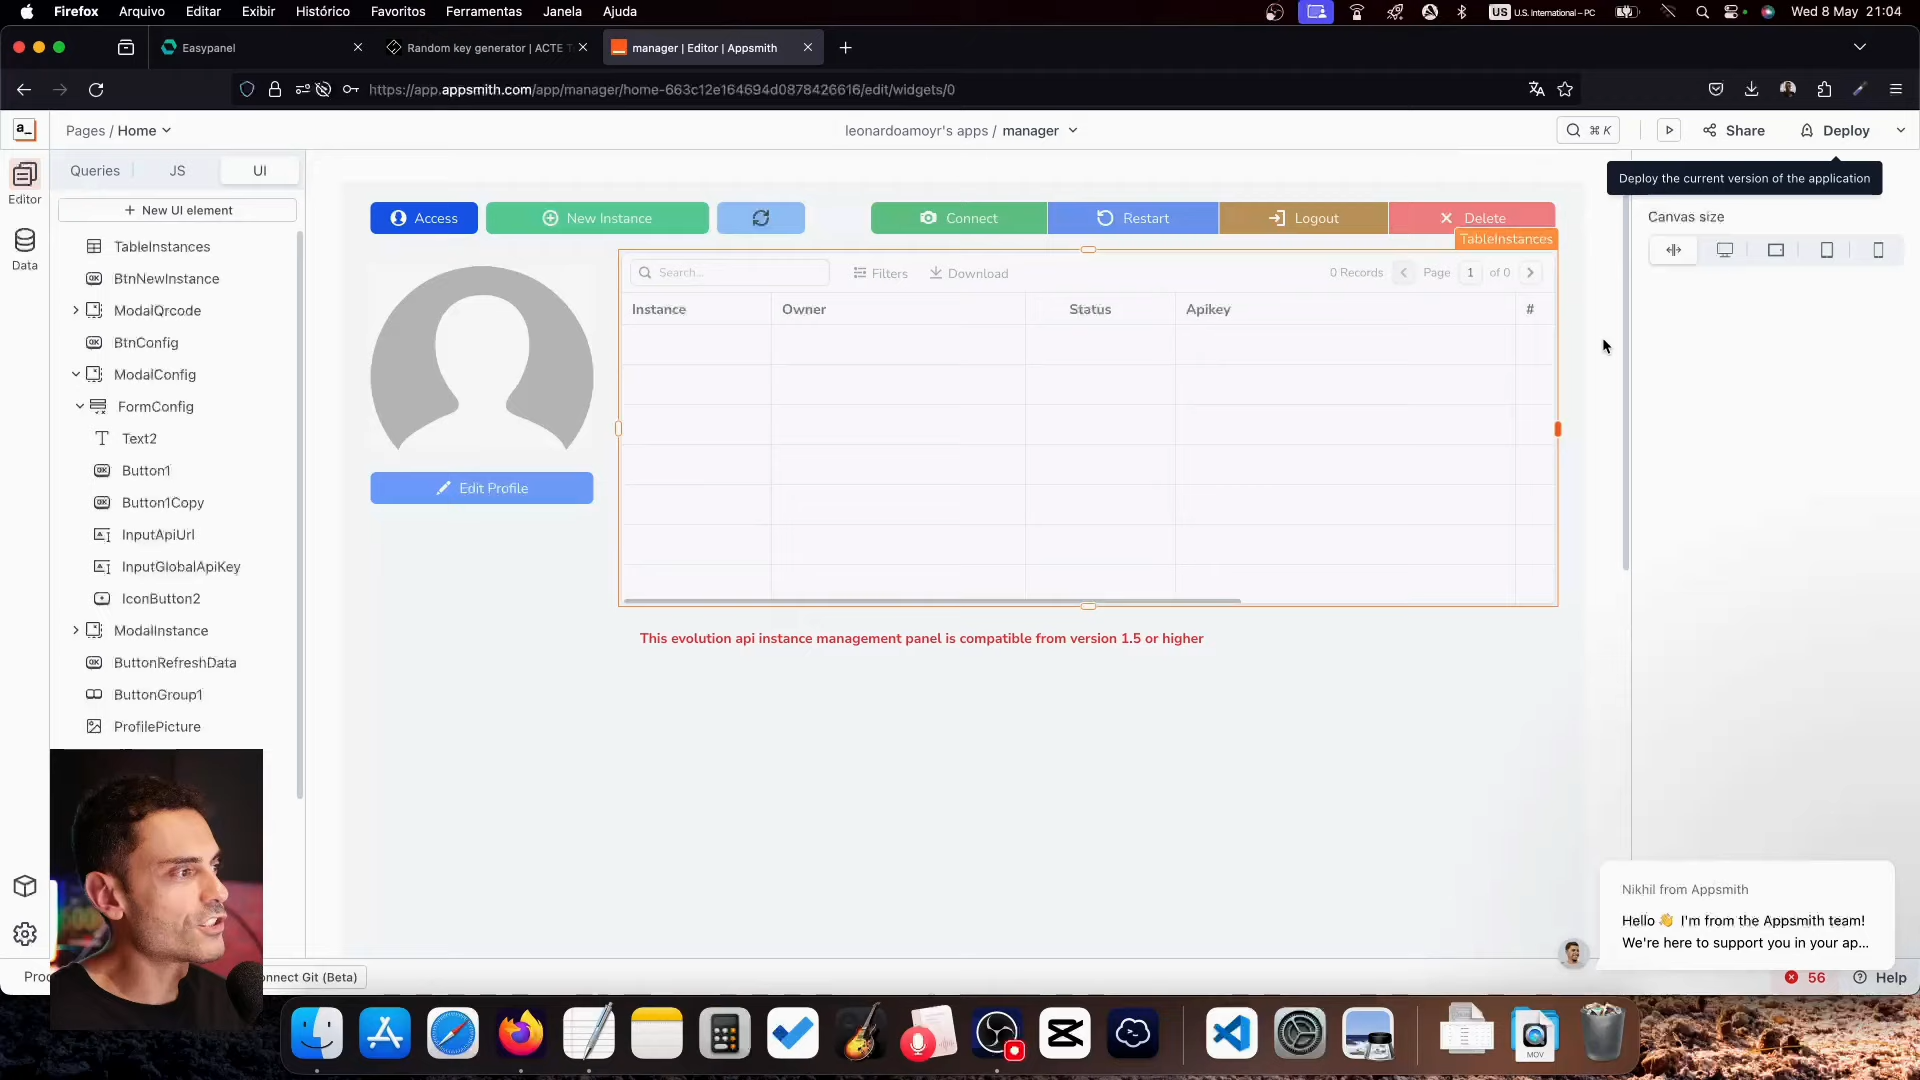 Firefox Arquivo Editar Exibir Histórico Favoritos Ferramentas Janela Ajuda US U.S. International – PC Wed 8 May 21:04
Easypanel Random key generator | ACTE manager | Editor | Appsmith
https://app.appsmith.com/app/manager/home-663c12e164694d0878426616/edit/widgets/0
a_ Pages / Home leonardoamoyr's apps / manager ⌘ K Share Deploy
Deploy the current version of the application
Editor
Data
Queries JS UI
+ New UI element
TableInstances
BtnNewInstance
ModalQrcode
BtnConfig
ModalConfig
FormConfig
Text2
Button1
Button1Copy
InputApiUrl
InputGlobalApiKey
IconButton2
ModalInstance
ButtonRefreshData
ButtonGroup1
ProfilePicture
Access New Instance Connect Restart Logout Delete
TableInstances
Search... Filters Download 0 Records Page 1 of 0
Instance Owner Status Apikey #
Edit Profile
This evolution api instance management panel is compatible from version 1.5 or higher
Canvas size
Nikhil from Appsmith
Hello 👋 I'm from the Appsmith team!
We're here to support you in your ap...
onnect Git (Beta) 56 Help
MOV